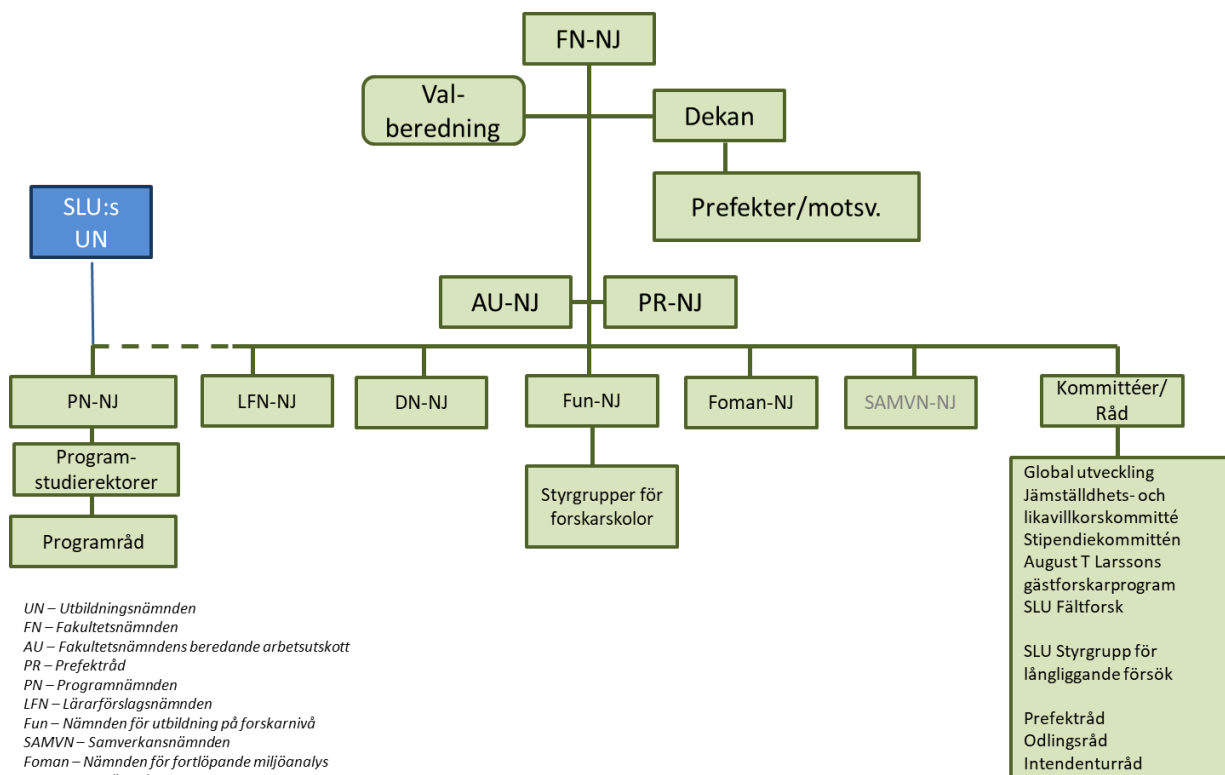 FN-NJ
Val-
beredning
Dekan
Prefekter/motsv.
SLU:s
UN
AU-NJ
PR-NJ
PN-NJ
LFN-NJ
DN-NJ
Fun-NJ
Foman-NJ
SAMVN-NJ
Kommittéer/
Råd
Program-
studierektorer
Programråd
Styrgrupper för
forskarskolor
Global utveckling
Jämställdhets- och
likavillkorskommitté
Stipendiekommittén
August T Larssons
gästforskarprogram
SLU Fältforsk
SLU Styrgrupp för
långliggande försök
Prefektråd
Odlingsråd
Intendenturråd
UN – Utbildningsnämnden
FN – Fakultetsnämnden
AU – Fakultetsnämndens beredande arbetsutskott
PR – Prefektråd
PN – Programnämnden
LFN – Lärarförslagsnämnden
Fun – Nämnden för utbildning på forskarnivå
SAMVN – Samverkansnämnden
Foman – Nämnden för fortlöpande miljöanalys